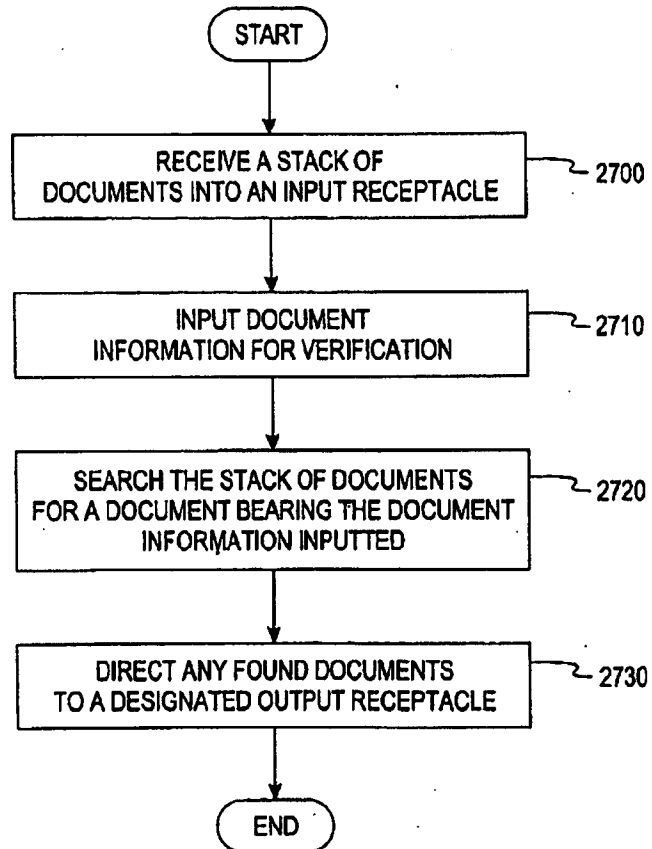 START
RECEIVE A STACK OF
DOCUMENTS INTO AN INPUT RECEPTACLE
2700
INPUT DOCUMENT
INFORMATION FOR VERIFICATION
2710
SEARCH THE STACK OF DOCUMENTS
FOR A DOCUMENT BEARING THE DOCUMENT
INFORMATION INPUTTED
2720
DIRECT ANY FOUND DOCUMENTS
TO A DESIGNATED OUTPUT RECEPTACLE
2730
END